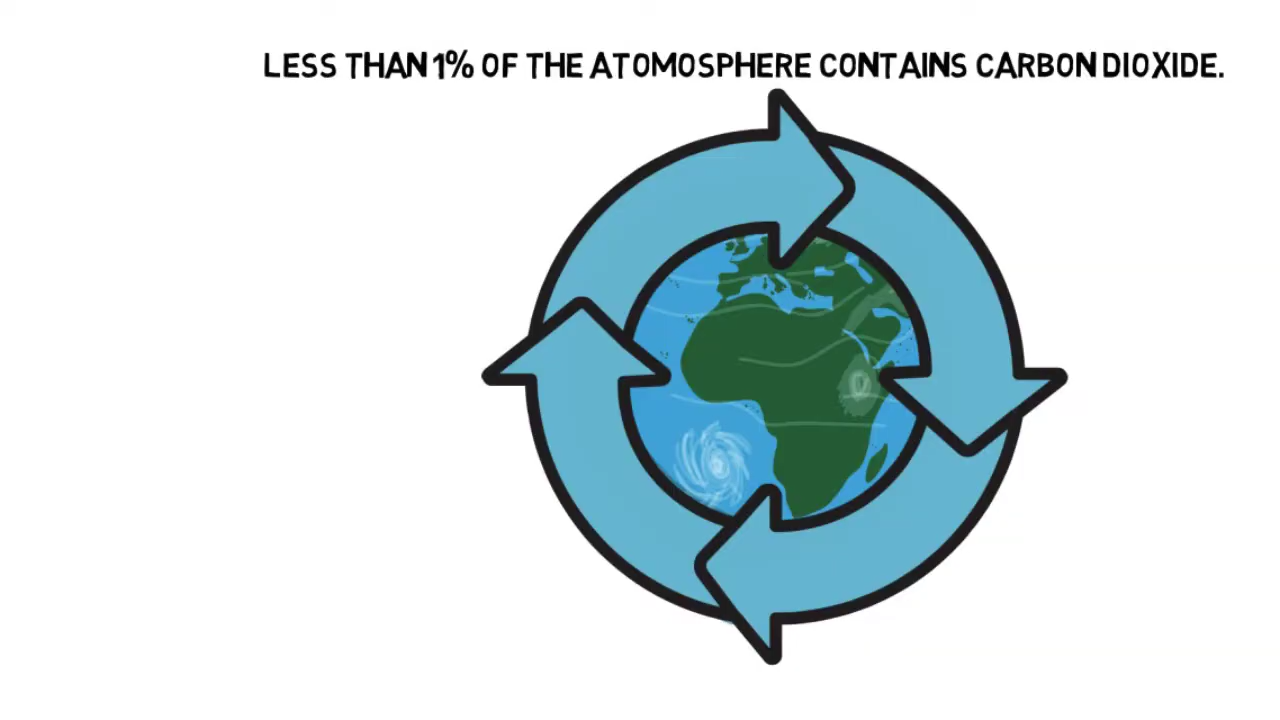 LESS THAN 1% OF THE ATOMOSPHERE CONTAINS CARBON DIOXIDE.